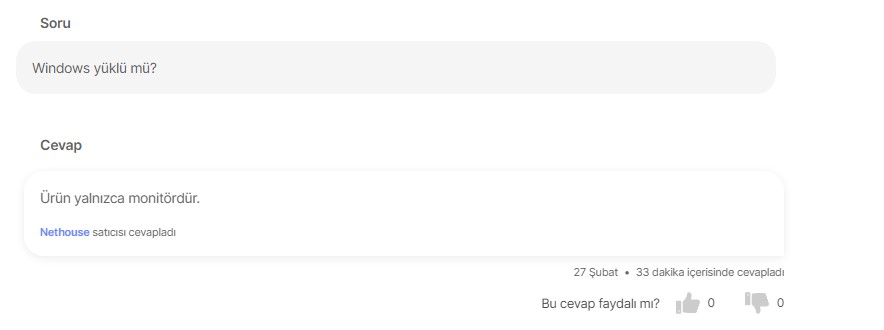 Soru
Windows yüklü mü?
Cevap
Ürün yalnızca monitördür.
Nethouse satıcısı cevapladı
27 Şubat • 33 dakika içerisinde cevapladı
Bu cevap faydalı mı? 0 0